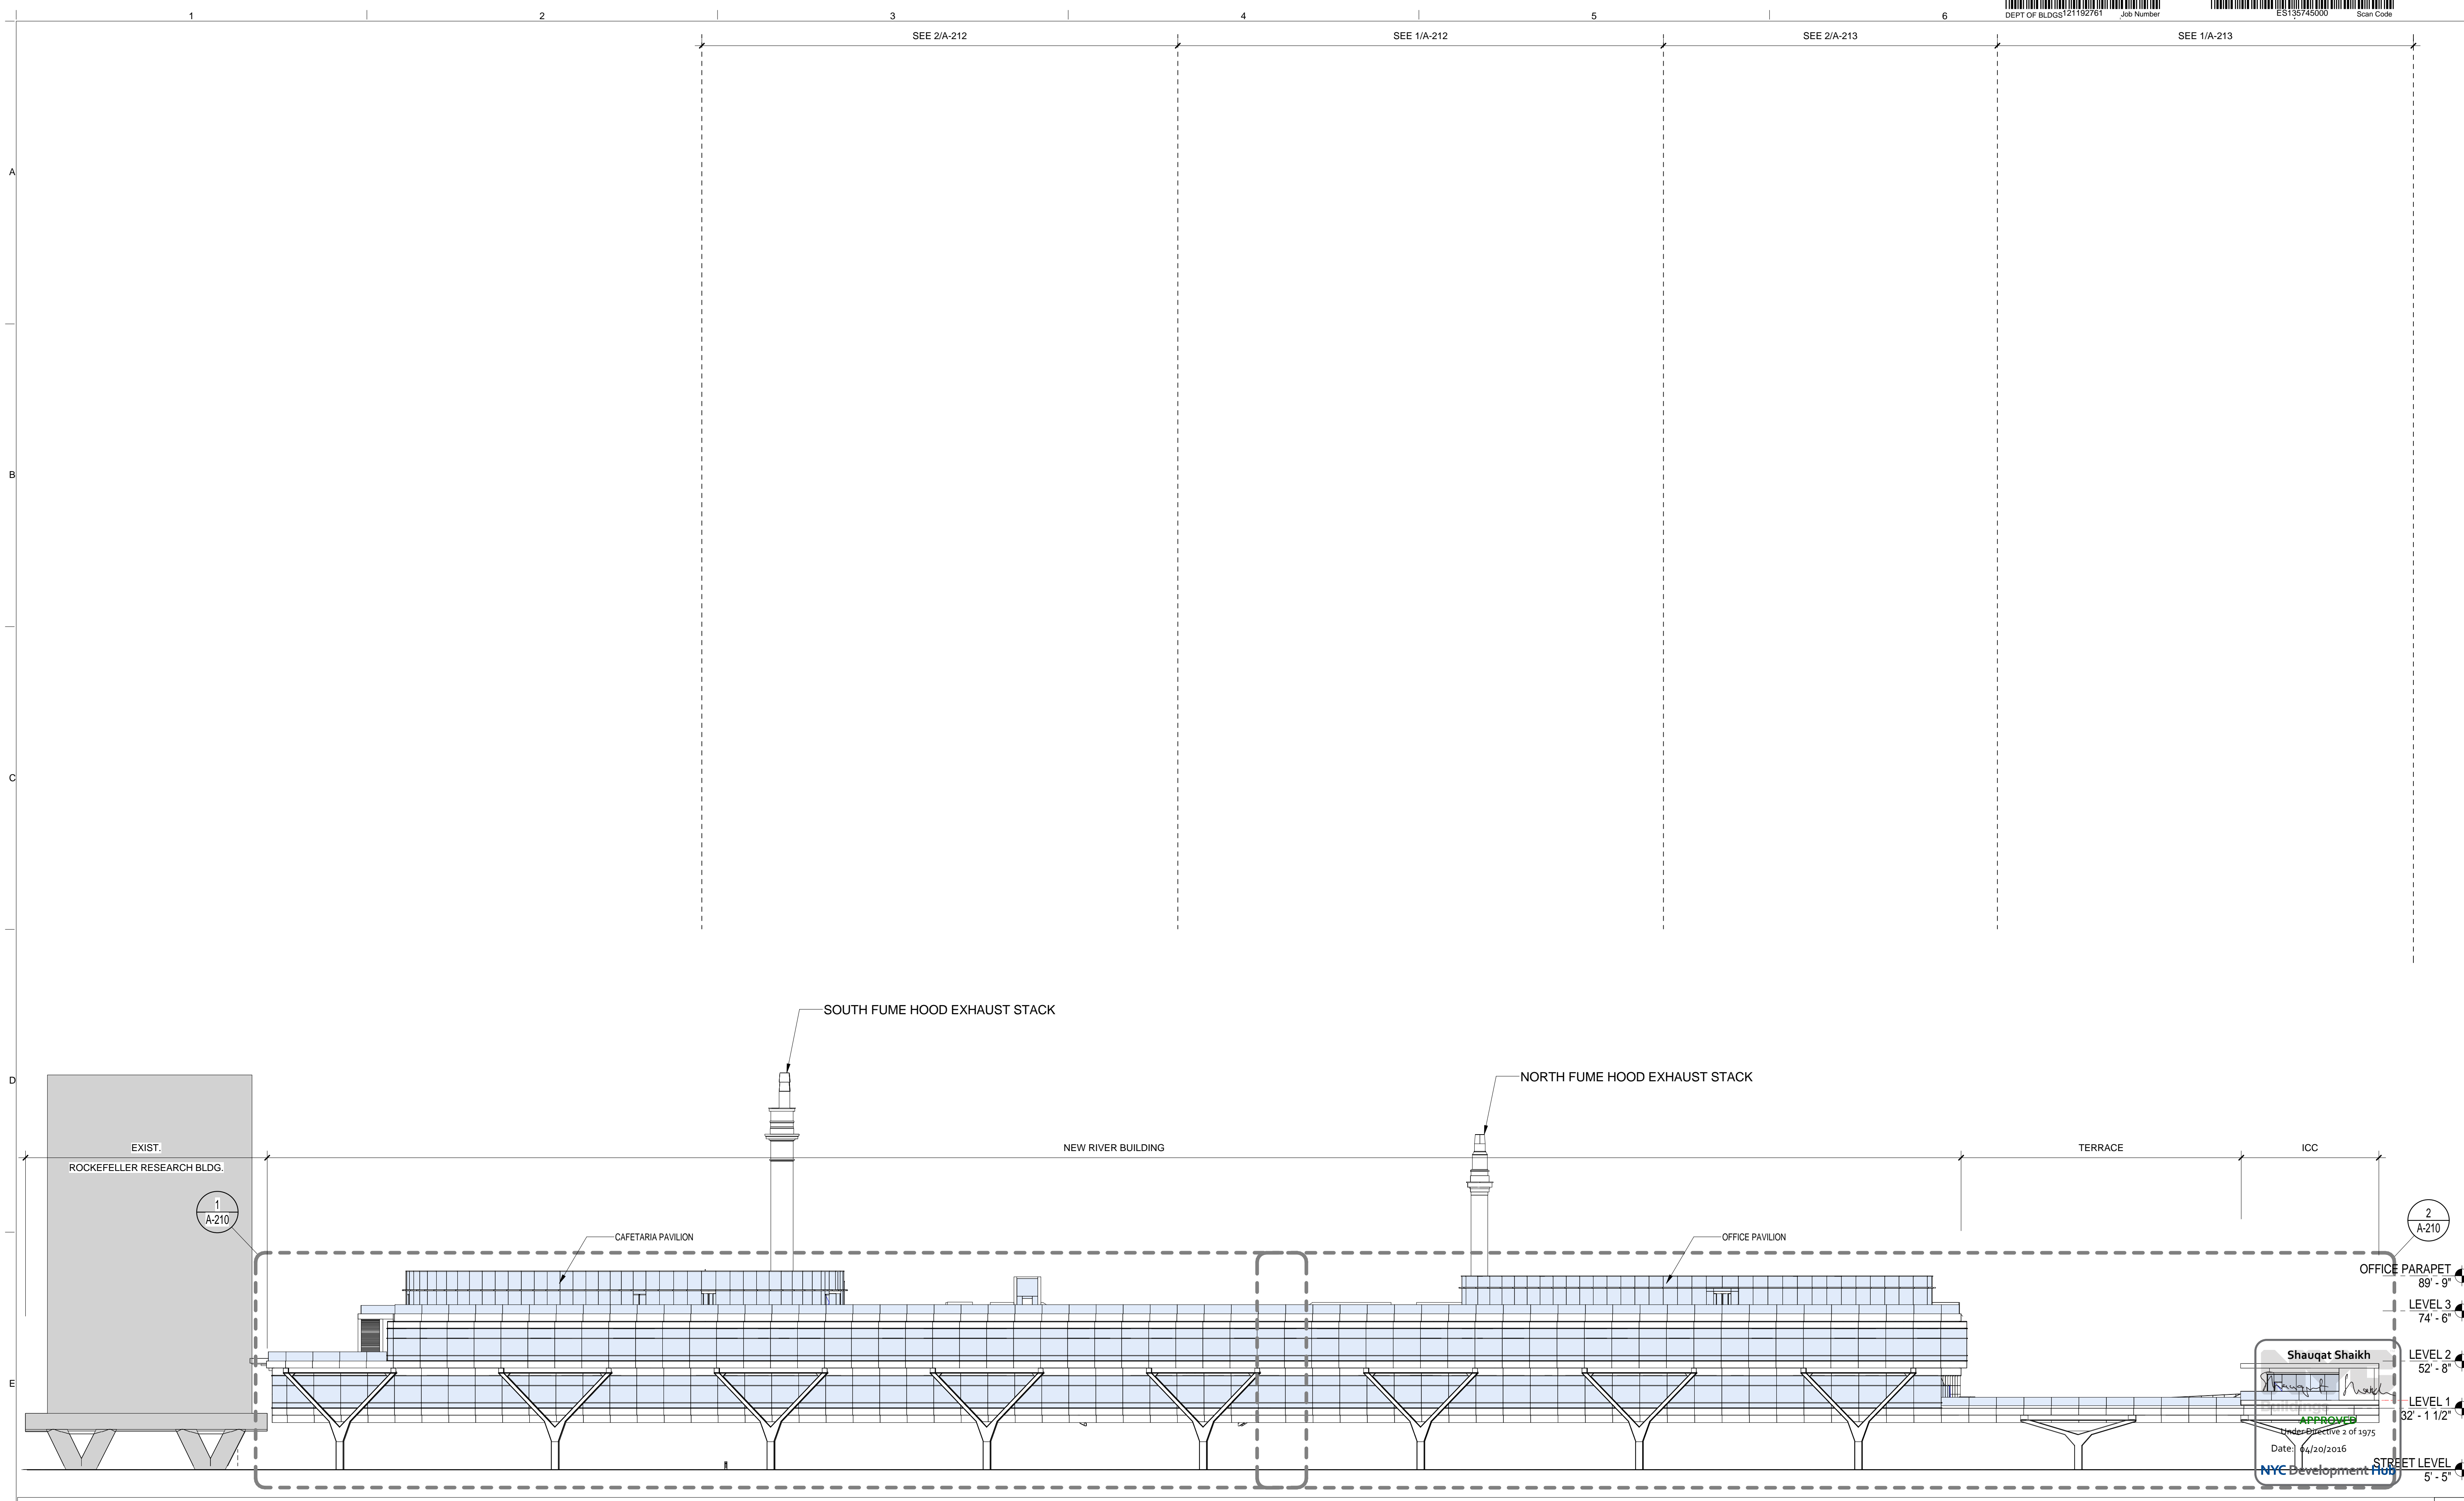 1
2
3
4
5
6
DEPT OF BLDGS121192761 Job Number
ES135745000 Scan Code
SEE 2/A-212
SEE 1/A-212
SEE 2/A-213
SEE 1/A-213
A
B
C
D
E
SOUTH FUME HOOD EXHAUST STACK
NORTH FUME HOOD EXHAUST STACK
EXIST.
ROCKEFELLER RESEARCH BLDG.
NEW RIVER BUILDING
TERRACE
ICC
1
A-210
2
A-210
CAFETARIA PAVILION
OFFICE PAVILION
OFFICE PARAPET
89' - 9"
LEVEL 3
74' - 6"
LEVEL 2
52' - 8"
LEVEL 1
32' - 1 1/2"
STREET LEVEL
5' - 5"
Shauqat Shaikh
Buildings
APPROVED
Under Directive 2 of 1975
Date: 04/20/2016
NYC Development Hub